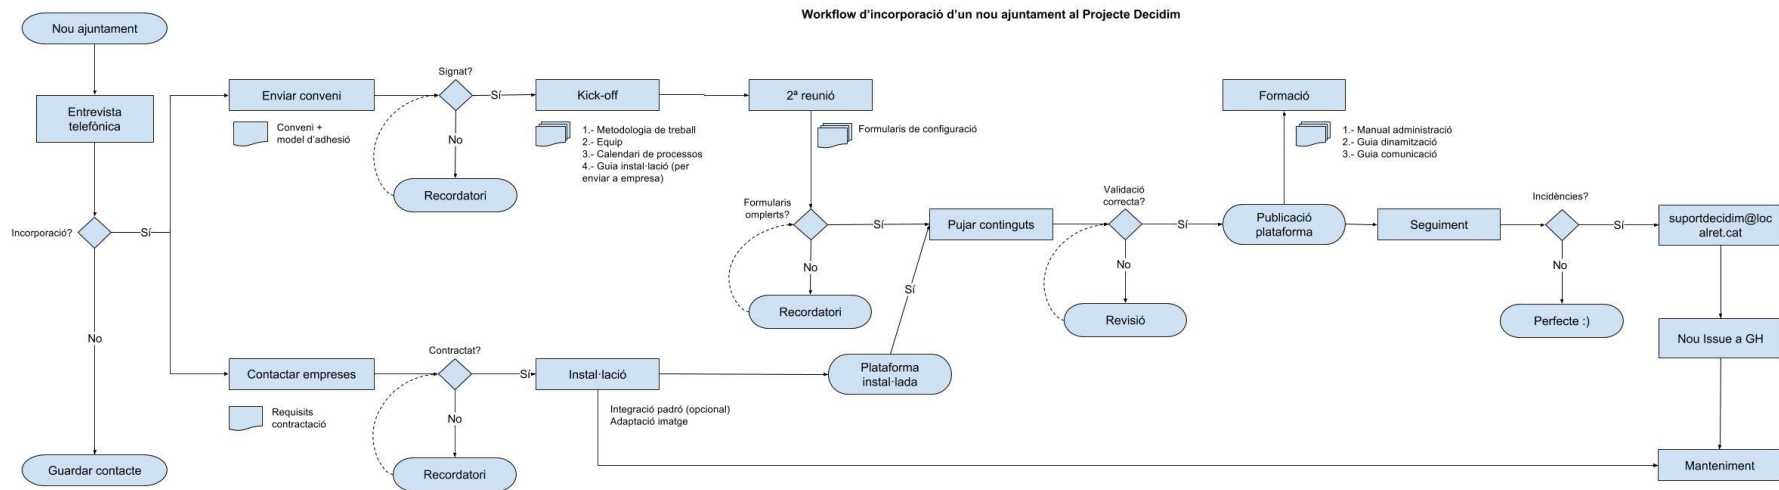 Workflow d'incorporació d'un nou ajuntament al Projecte Decidim
Nou ajuntament
Entrevista
telefònica
Incorporació?
Sí
No
Guardar contacte
Enviar conveni
Conveni +
model d'adhesió
Signat?
Sí
No
Recordatori
Kick-off
1.- Metodologia de treball
2.- Equip
3.- Calendari de processos
4.- Guia instal·lació (per
enviar a empresa)
2ª reunió
Formularis de configuració
Formularis
omplerts?
Sí
No
Recordatori
Contactar empreses
Requisits
contractació
Contractat?
Sí
No
Recordatori
Instal·lació
Integració padró (opcional)
Adaptació imatge
Plataforma
instal·lada
Sí
Pujar continguts
Validació
correcta?
Sí
No
Revisió
Publicació
plataforma
Formació
1.- Manual administració
2.- Guia dinamització
3.- Guia comunicació
Seguiment
Incidències?
Sí
No
Perfecte :)
suportdecidim@loc
alret.cat
Nou Issue a GH
Manteniment